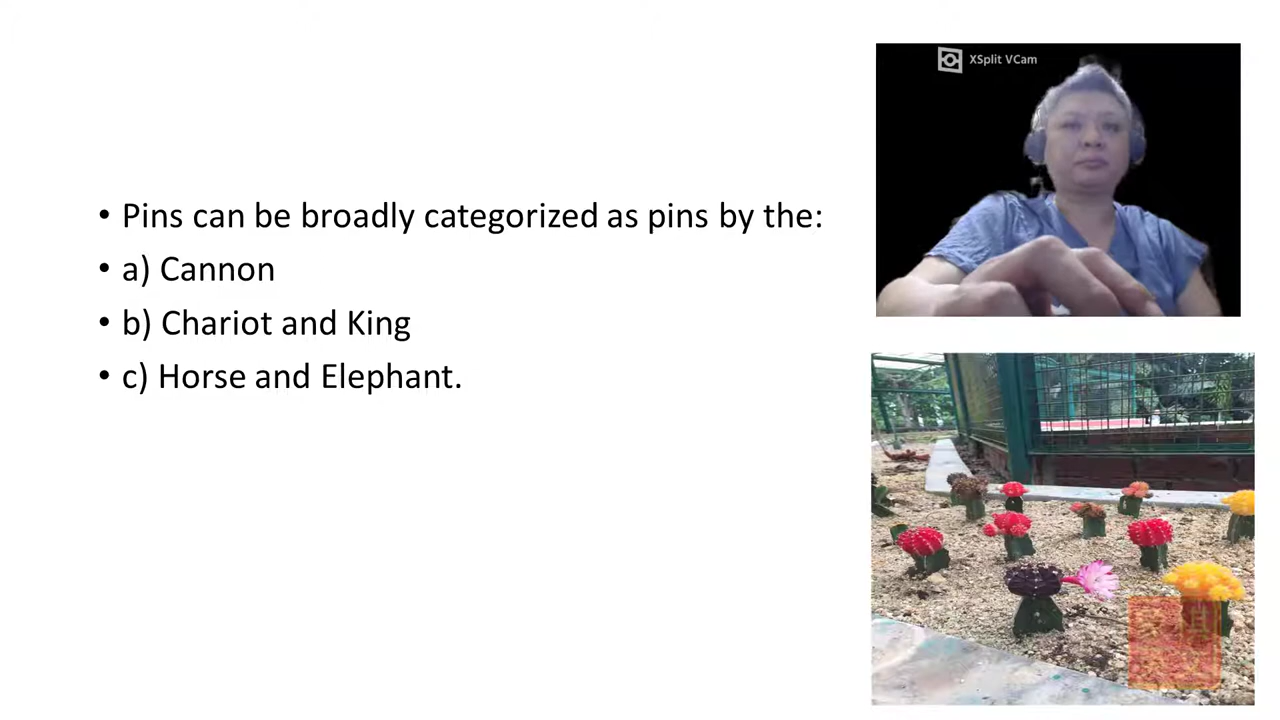 XSplit VCam
• Pins can be broadly categorized as pins by the:
• a) Cannon
• b) Chariot and King
• c) Horse and Elephant.